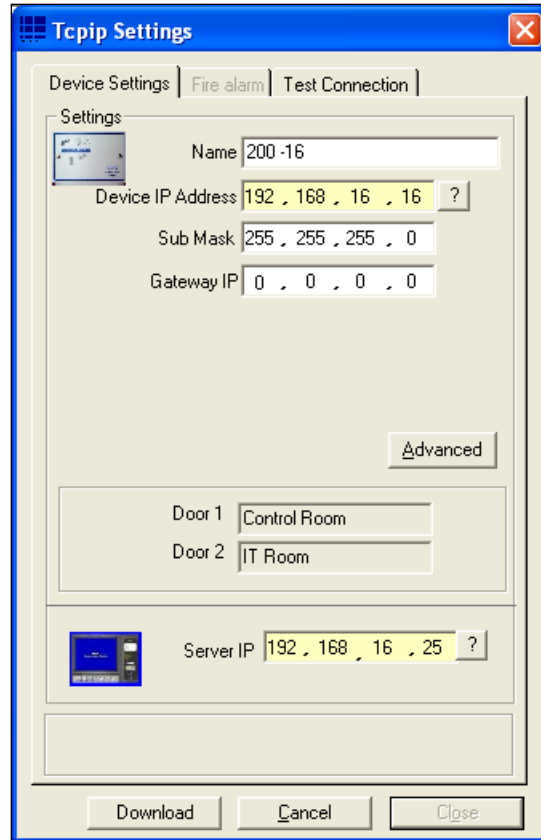 Tcpip Settings
Device Settings Fire alarm Test Connection
Settings
Name 200 -16
Device IP Address 192 , 168 , 16 , 16 ?
Sub Mask 255 , 255 , 255 , 0
Gateway IP 0 , 0 , 0 , 0
Advanced
Door 1 Control Room
Door 2 IT Room
Server IP 192 , 168 , 16 , 25 ?
Download Cancel Close